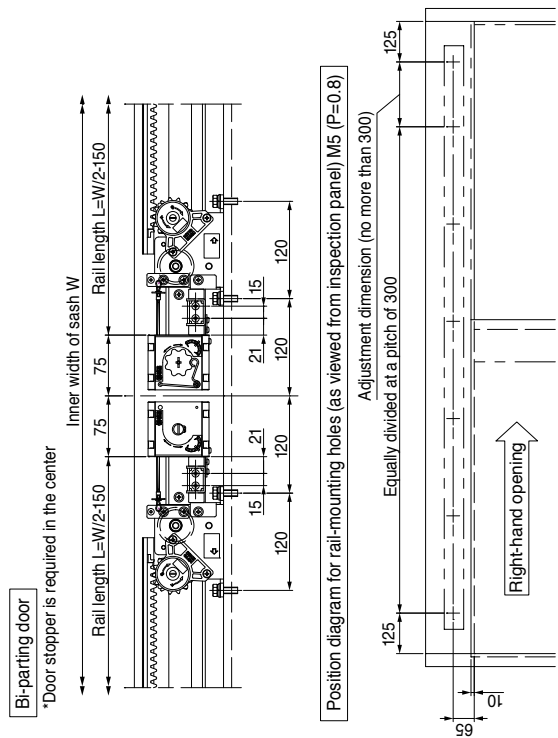 Bi-parting door
*Door stopper is required in the center
Inner width of sash W
Rail length L=W/2-150
75
75
Rail length L=W/2-150
15
21
21
15
120
120
120
120
Position diagram for rail-mounting holes (as viewed from inspection panel) M5 (P=0.8)
Adjustment dimension (no more than 300)
125
Equally divided at a pitch of 300
125
65
10
Right-hand opening